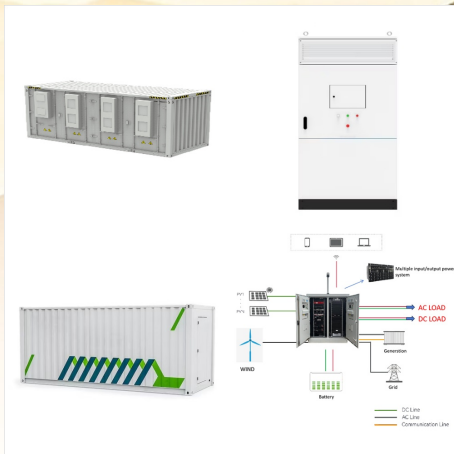 Multiple input/output power
system
PV1
PV5
AC LOAD
DC LOAD
WIND
Generation
Grid
Battery
DC Line
AC Line
Communication Line